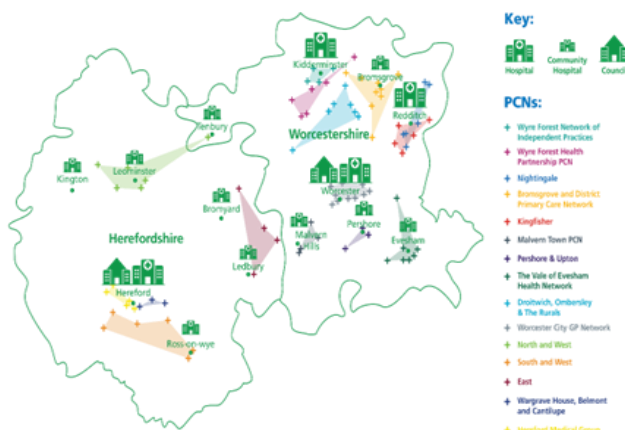 Kidderminster
Bromsgrove
Redditch
Tenbury
Worcestershire
Kington
Leominster
Worcester
Bromyard
Malvern
Hills
Pershore
Evesham
Herefordshire
Ledbury
Hereford
Ross-on-wye
Key:
Hospital
Community
Hospital
Council
PCNs:
Wyre Forest Network of
Independent Practices
Wyre Forest Health
Partnership PCN
Nightingale
Bromsgrove and District
Primary Care Network
Kingfisher
Malvern Town PCN
Pershore & Upton
The Vale of Evesham
Health Network
Droitwich, Ombersley
& The Rurals
Worcester City GP Network
North and West
South and West
East
Wargrave House, Belmont
and Cantilupe
Hereford Medical Group